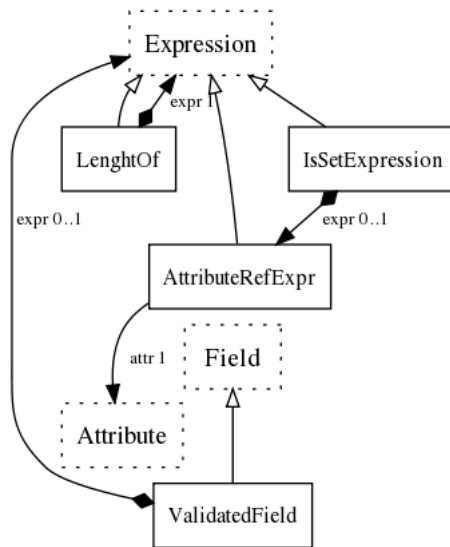 Expression
expr 1
LenghtOf
IsSetExpression
expr 0..1
expr 0..1
AttributeRefExpr
Field
attr 1
Attribute
ValidatedField